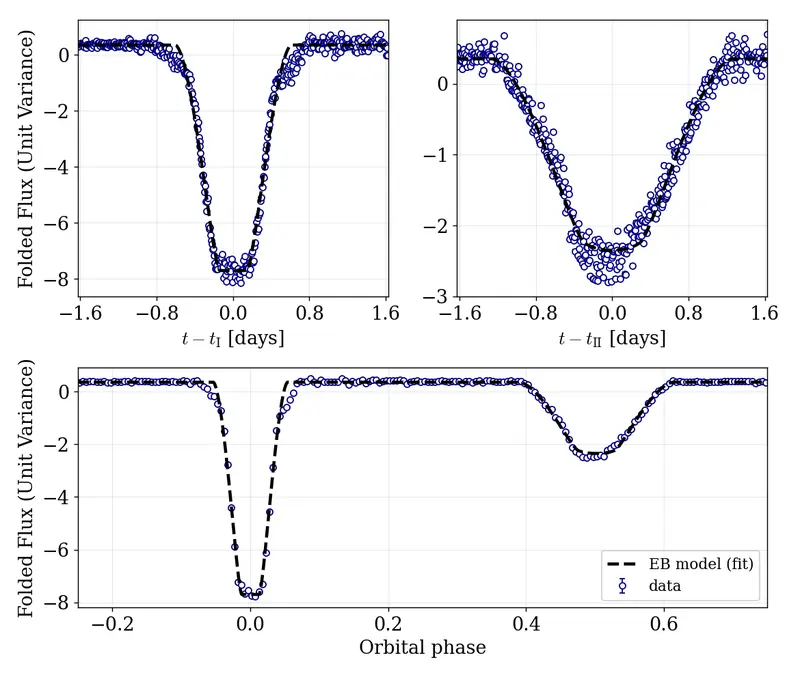 Folded Flux (Unit Variance)
0
−2
−4
−6
−8
−1.6 −0.8 0.0 0.8 1.6
t − t_I [days]
0
−1
−2
−3
−1.6 −0.8 0.0 0.8 1.6
t − t_II [days]
Folded Flux (Unit Variance)
0
−2
−4
−6
−8
EB model (fit)
data
−0.2 0.0 0.2 0.4 0.6
Orbital phase